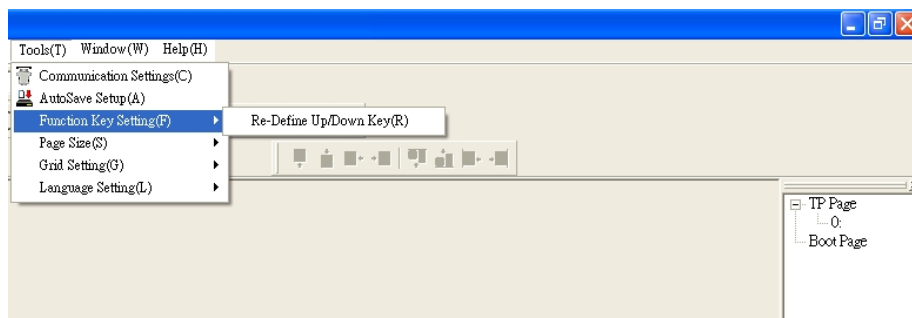 Tools(T) Window(W) Help(H)
Communication Settings(C)
AutoSave Setup(A)
Function Key Setting(F)
Re-Define Up/Down Key(R)
Page Size(S)
Grid Setting(G)
Language Setting(L)
TP Page
0:
Boot Page